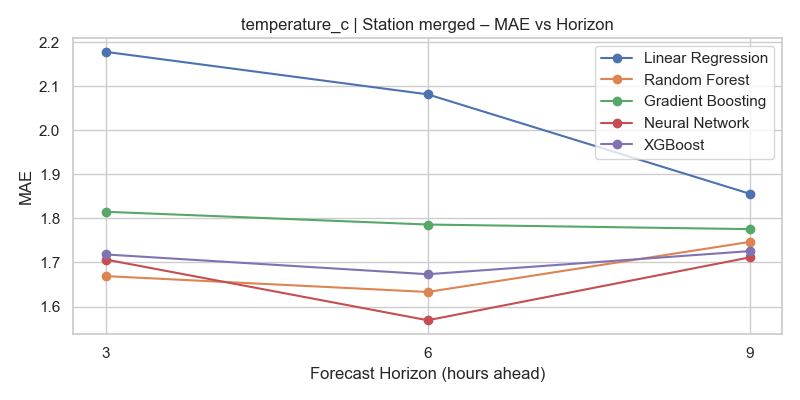 temperature_c | Station merged – MAE vs Horizon
2.2
2.1
2.0
1.9
1.8
1.7
1.6
MAE
Linear Regression
Random Forest
Gradient Boosting
Neural Network
XGBoost
3
6
9
Forecast Horizon (hours ahead)